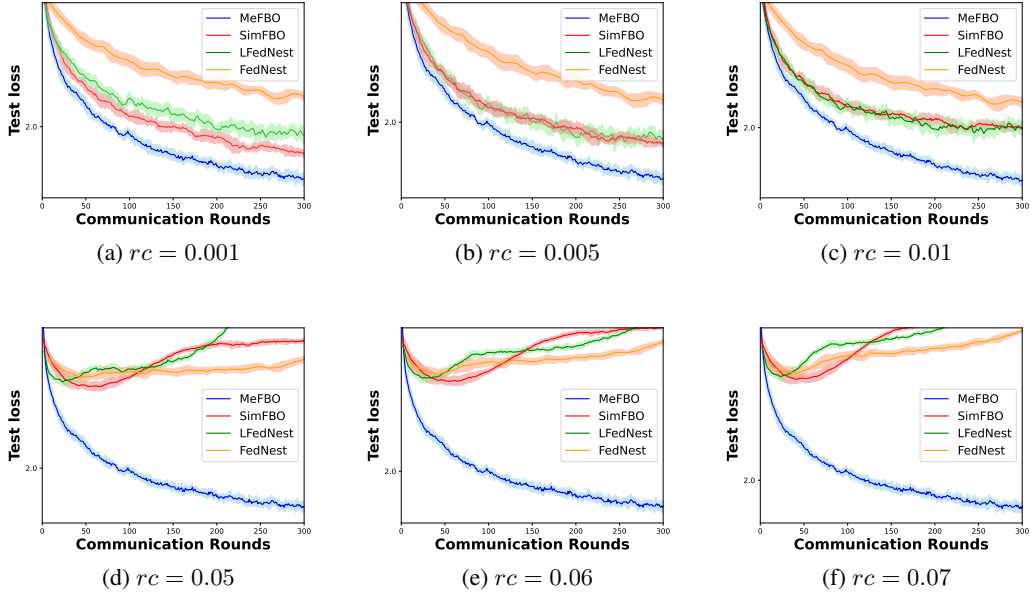 Test loss
2.0
MeFBO
SimFBO
LFedNest
FedNest
0 50 100 150 200 250 300
Communication Rounds
(a) rc = 0.001
Test loss
2.0
MeFBO
SimFBO
LFedNest
FedNest
0 50 100 150 200 250 300
Communication Rounds
(b) rc = 0.005
Test loss
2.0
MeFBO
SimFBO
LFedNest
FedNest
0 50 100 150 200 250 300
Communication Rounds
(c) rc = 0.01
Test loss
2.0
MeFBO
SimFBO
LFedNest
FedNest
0 50 100 150 200 250 300
Communication Rounds
(d) rc = 0.05
Test loss
2.0
MeFBO
SimFBO
LFedNest
FedNest
0 50 100 150 200 250 300
Communication Rounds
(e) rc = 0.06
Test loss
2.0
MeFBO
SimFBO
LFedNest
FedNest
0 50 100 150 200 250 300
Communication Rounds
(f) rc = 0.07